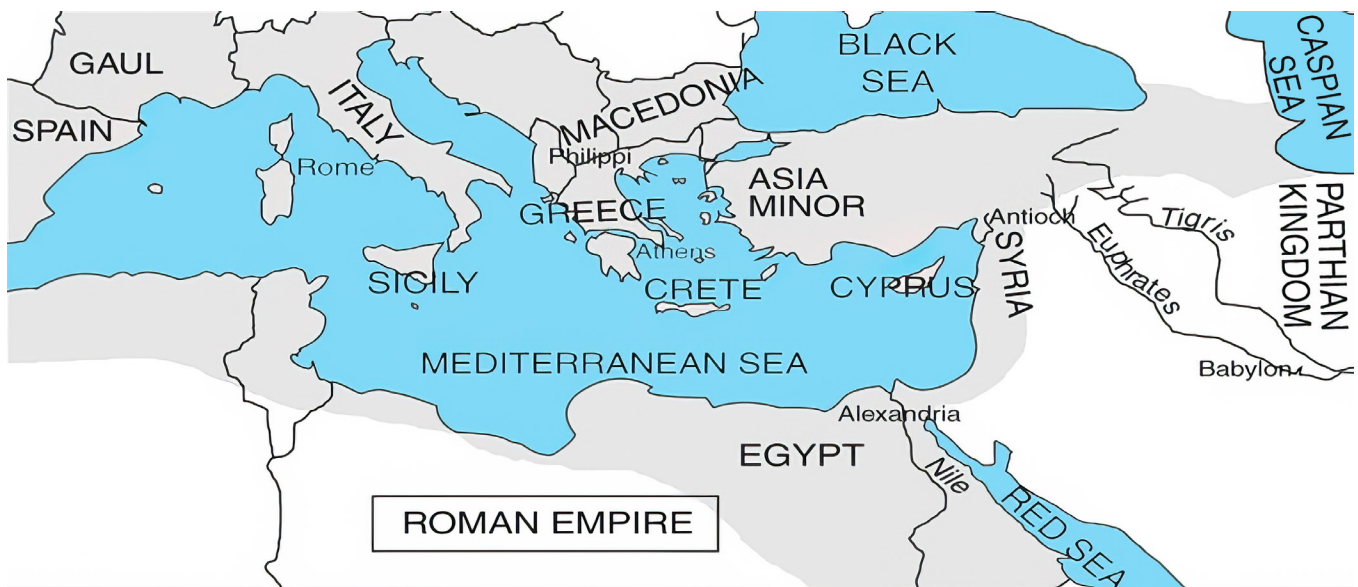 GAUL
SPAIN
ITALY
Rome
MACEDONIA
Philippi
BLACK
SEA
CASPIAN
SEA
GREECE
Athens
ASIA
MINOR
Antioch
SYRIA
Tigris
Euphrates
PARTHIAN
KINGDOM
SICILY
CRETE
CYPRUS
MEDITERRANEAN SEA
Babylon
Alexandria
EGYPT
Nile
RED SEA
ROMAN EMPIRE